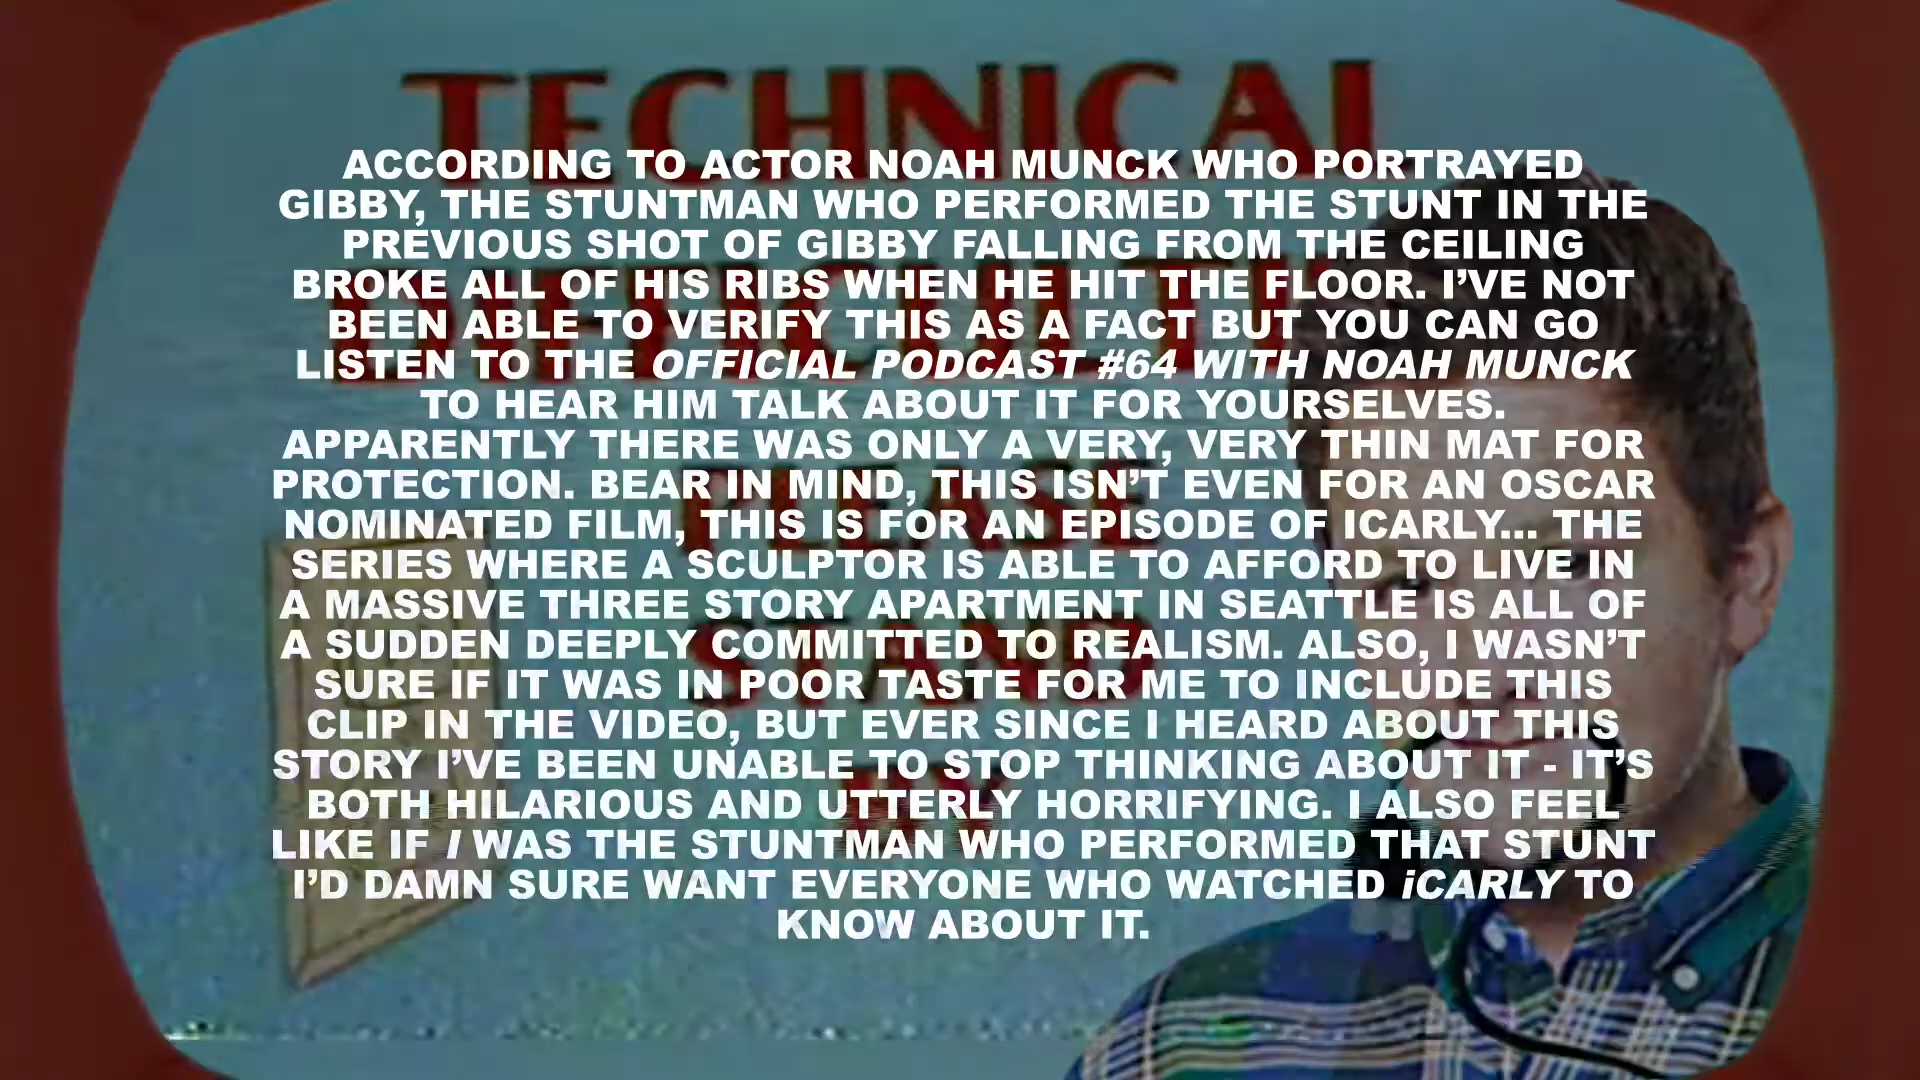 TECHNICAL
ACCORDING TO ACTOR NOAH MUNCK WHO PORTRAYED
GIBBY, THE STUNTMAN WHO PERFORMED THE STUNT IN THE
PREVIOUS SHOT OF GIBBY FALLING FROM THE CEILING
BROKE ALL OF HIS RIBS WHEN HE HIT THE FLOOR. I’VE NOT
BEEN ABLE TO VERIFY THIS AS A FACT BUT YOU CAN GO
LISTEN TO THE OFFICIAL PODCAST #64 WITH NOAH MUNCK
TO HEAR HIM TALK ABOUT IT FOR YOURSELVES.
APPARENTLY THERE WAS ONLY A VERY, VERY THIN MAT FOR
PROTECTION. BEAR IN MIND, THIS ISN’T EVEN FOR AN OSCAR
NOMINATED FILM, THIS IS FOR AN EPISODE OF ICARLY... THE
SERIES WHERE A SCULPTOR IS ABLE TO AFFORD TO LIVE IN
A MASSIVE THREE STORY APARTMENT IN SEATTLE IS ALL OF
A SUDDEN DEEPLY COMMITTED TO REALISM. ALSO, I WASN’T
SURE IF IT WAS IN POOR TASTE FOR ME TO INCLUDE THIS
CLIP IN THE VIDEO, BUT EVER SINCE I HEARD ABOUT THIS
STORY I’VE BEEN UNABLE TO STOP THINKING ABOUT IT - IT’S
BOTH HILARIOUS AND UTTERLY HORRIFYING. I ALSO FEEL
LIKE IF I WAS THE STUNTMAN WHO PERFORMED THAT STUNT
I’D DAMN SURE WANT EVERYONE WHO WATCHED iCARLY TO
KNOW ABOUT IT.
PLEASE
STAND